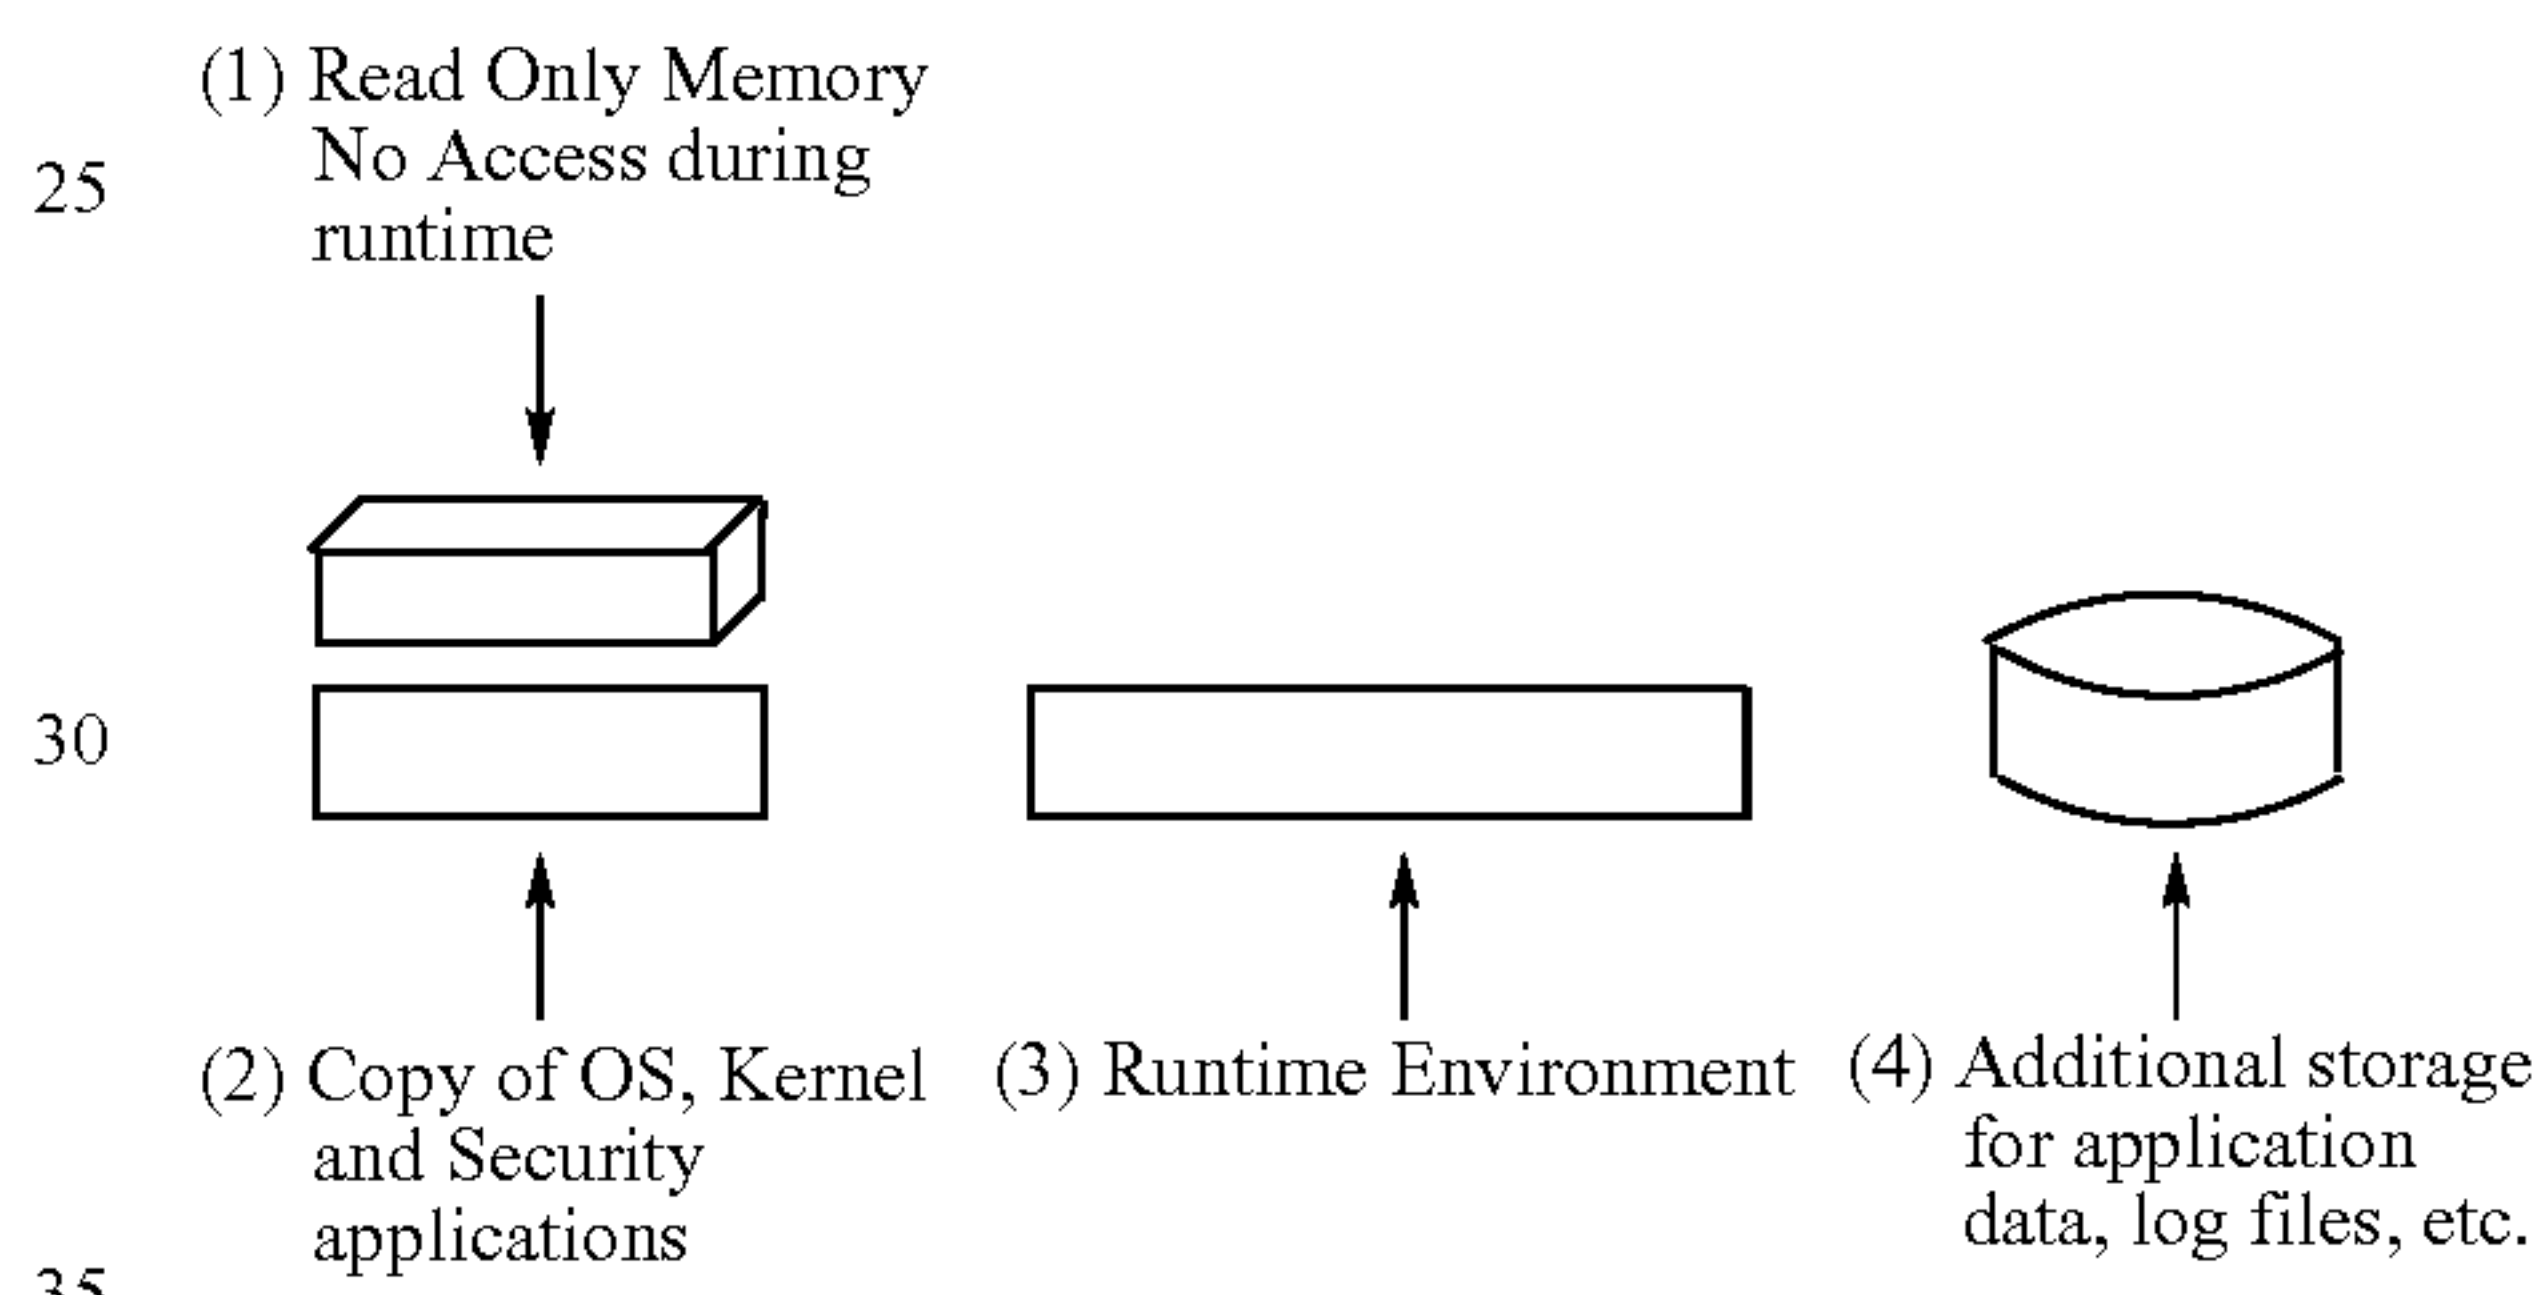 (1) Read Only Memory
No Access during
25
runtime
30
(2) Copy of OS, Kernel
and Security
applications
(3) Runtime Environment
(4) Additional storage
for application
data, log files, etc.
35